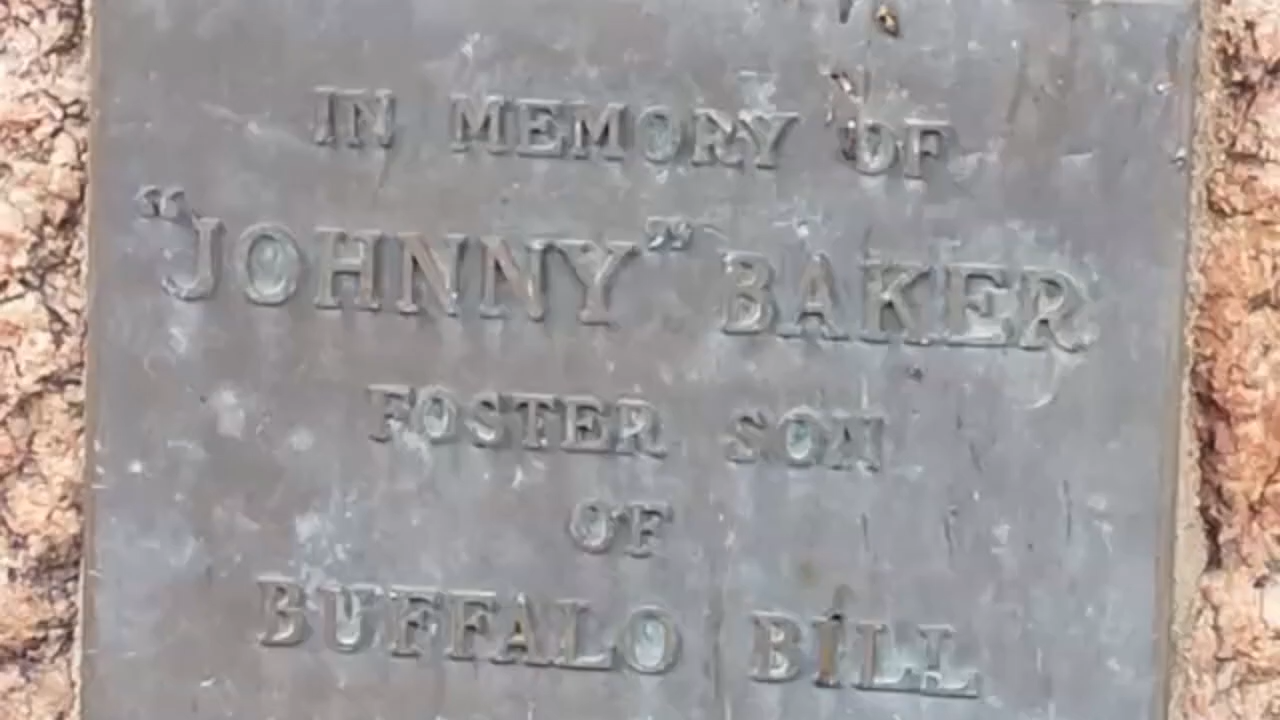 IN MEMORY OF
“JOHNNY” BAKER
FOSTER SON
OF
BUFFALO BILL